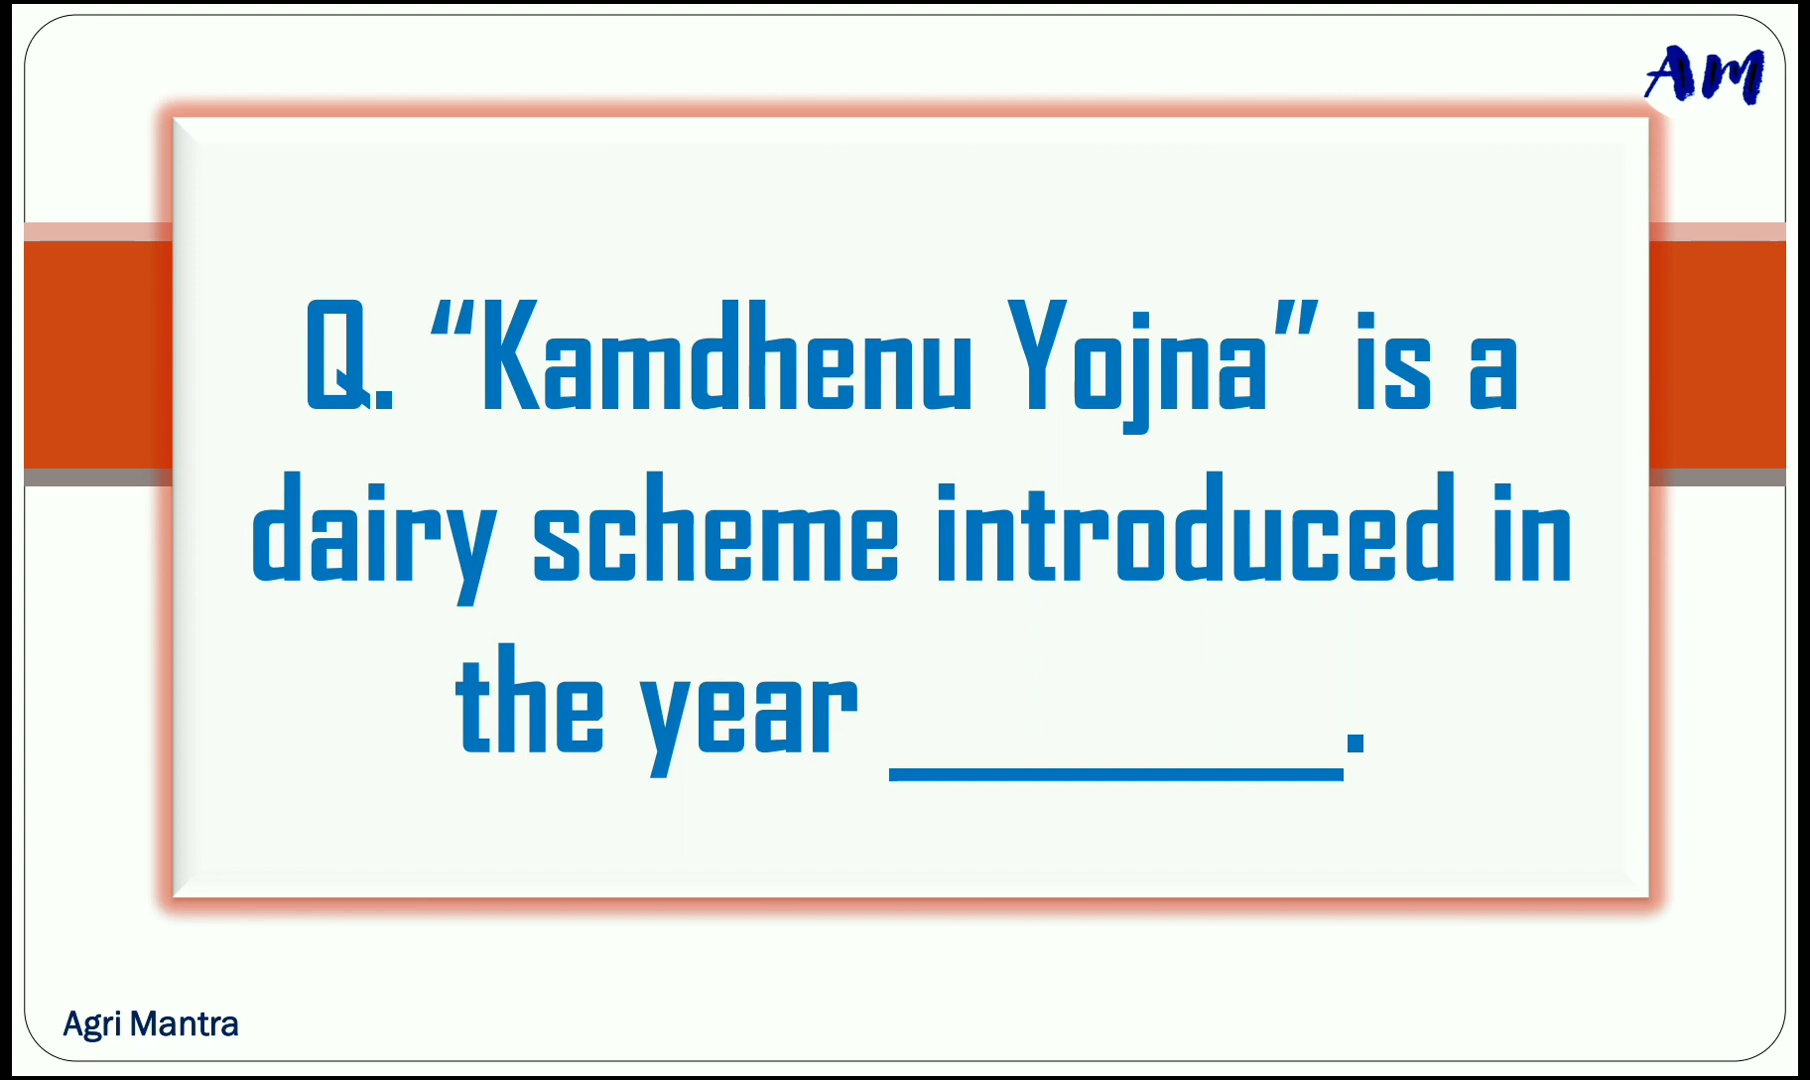 AM
Q. “Kamdhenu Yojna” is a
dairy scheme introduced in
the year ________.
Agri Mantra